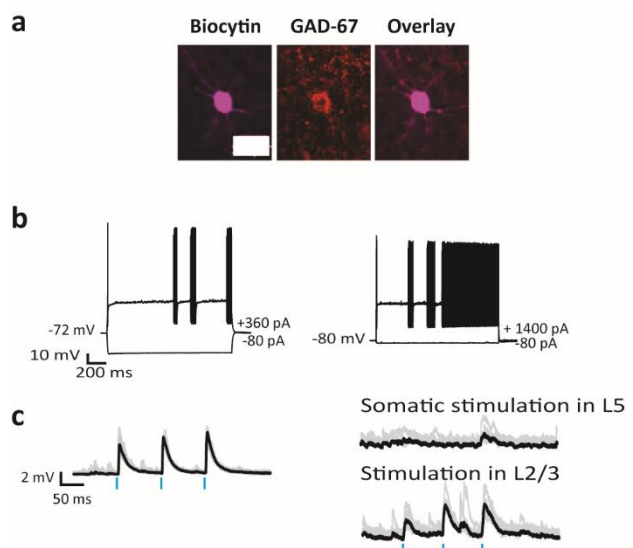 a
Biocytin GAD-67 Overlay
b
-72 mV
+360 pA
-80 pA
10 mV
200 ms
-80 mV
+ 1400 pA
-80 pA
c
2 mV
50 ms
Somatic stimulation in L5
Stimulation in L2/3